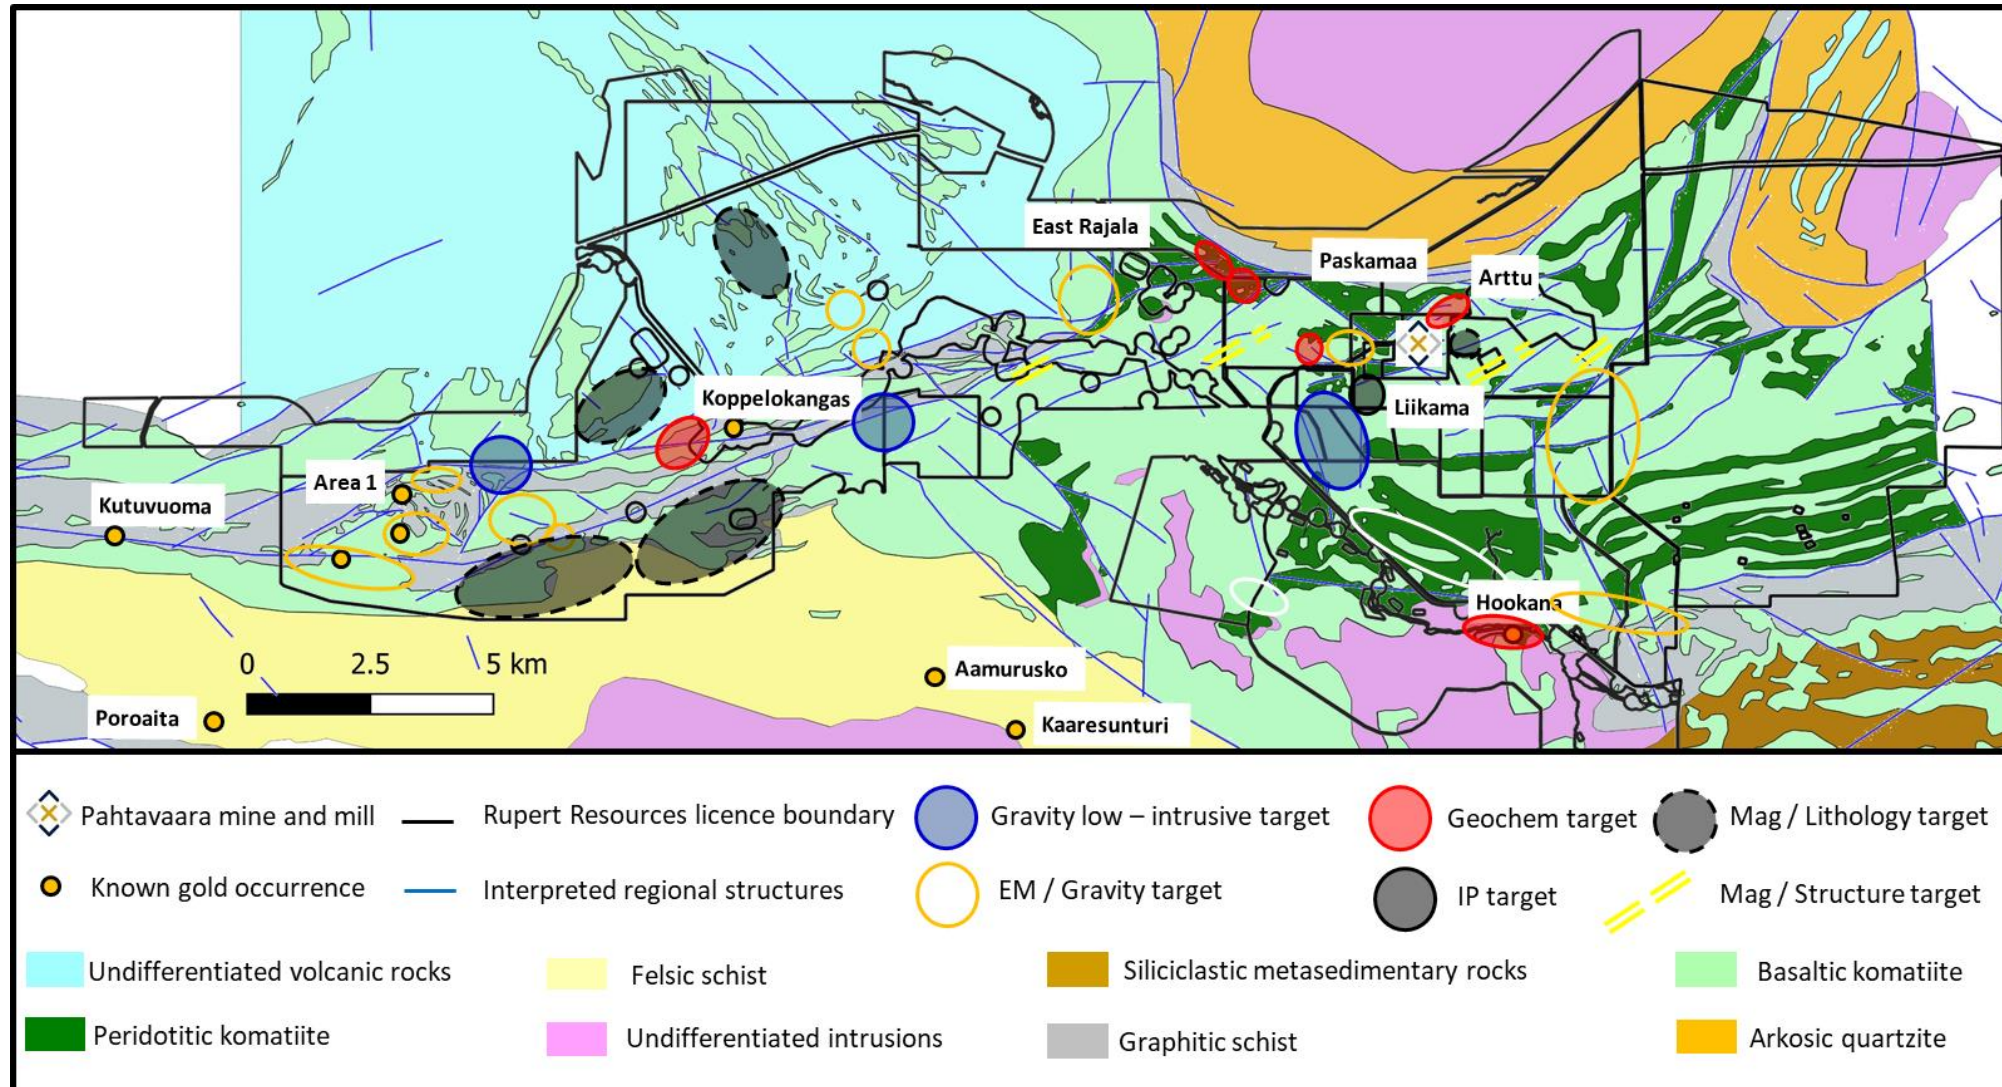 East Rajala
Paskamaa
Arttu
Koppelokangas
Liikama
Area 1
Kutuvuoma
Hookana
0 2.5 5 km
Aamurusko
Poroaita
Kaaresunturi
Pahtavaara mine and mill
Rupert Resources licence boundary
Gravity low – intrusive target
Geochem target
Mag / Lithology target
Known gold occurrence
Interpreted regional structures
EM / Gravity target
IP target
Mag / Structure target
Undifferentiated volcanic rocks
Felsic schist
Siliciclastic metasedimentary rocks
Basaltic komatiite
Peridotitic komatiite
Undifferentiated intrusions
Graphitic schist
Arkosic quartzite